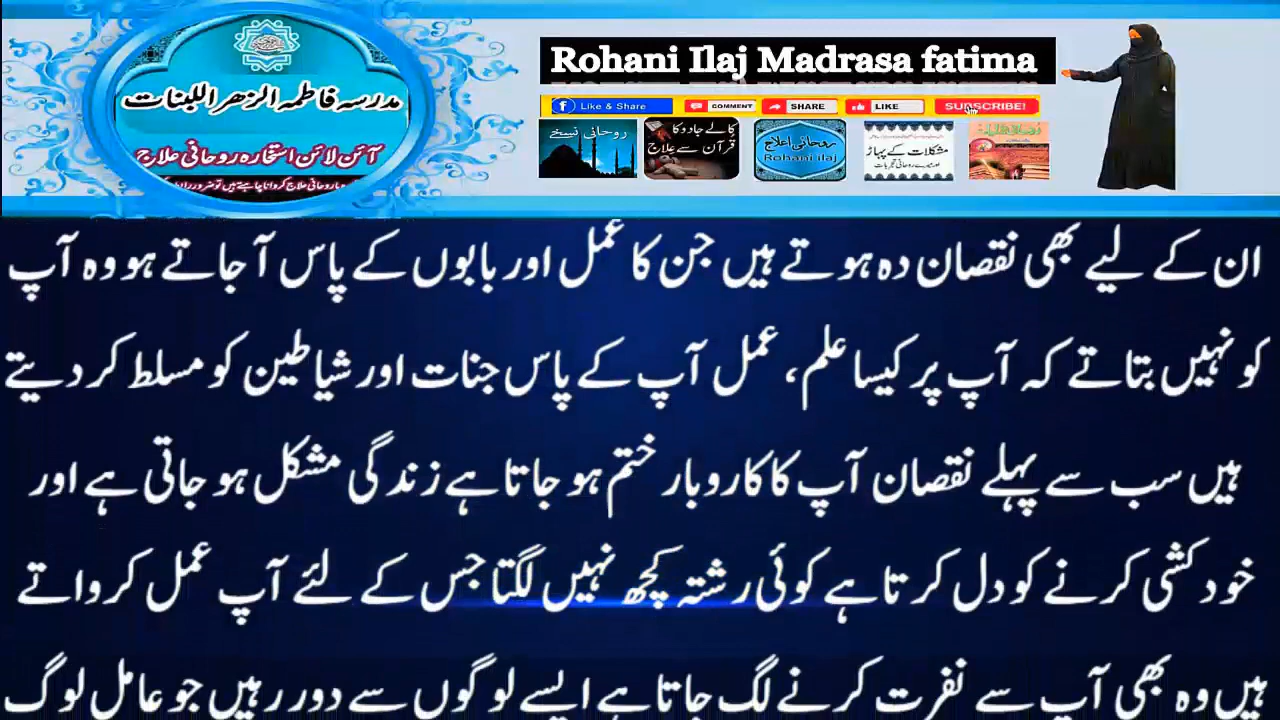 مدرسہ فاطمہ الزھرا للبنات
آئن لائن استخارہ روحانی علاج
Rohani Ilaj Madrasa fatima
Like & Share
COMMENT
SHARE
LIKE
SUBSCRIBE!
روحانی نسخے
کالے جادو کا
قرآن سے علاج
روحانی علاج
Rohani Ilaj
مشکلات کے پہاڑ
ان کے لیے بھی نقصان دہ ہوتے ہیں جن کا عمل اور بابوں کے پاس آ جاتے ہو وہ آپ
کو نہیں بتاتے کہ آپ پر کیسا علم، عمل آپ کے پاس جنات اور شیاطین کو مسلط کر دیتے
ہیں سب سے پہلے نقصان آپ کا کاروبار ختم ہو جاتا ہے زندگی مشکل ہو جاتی ہے اور
خودکشی کرنے کو دل کرتا ہے کوئی رشتہ کچھ نہیں لگتا جس کے لئے آپ عمل کرواتے
ہیں وہ بھی آپ سے نفرت کرنے لگ جاتا ہے ایسے لوگوں سے دور رہیں جو عامل لوگ